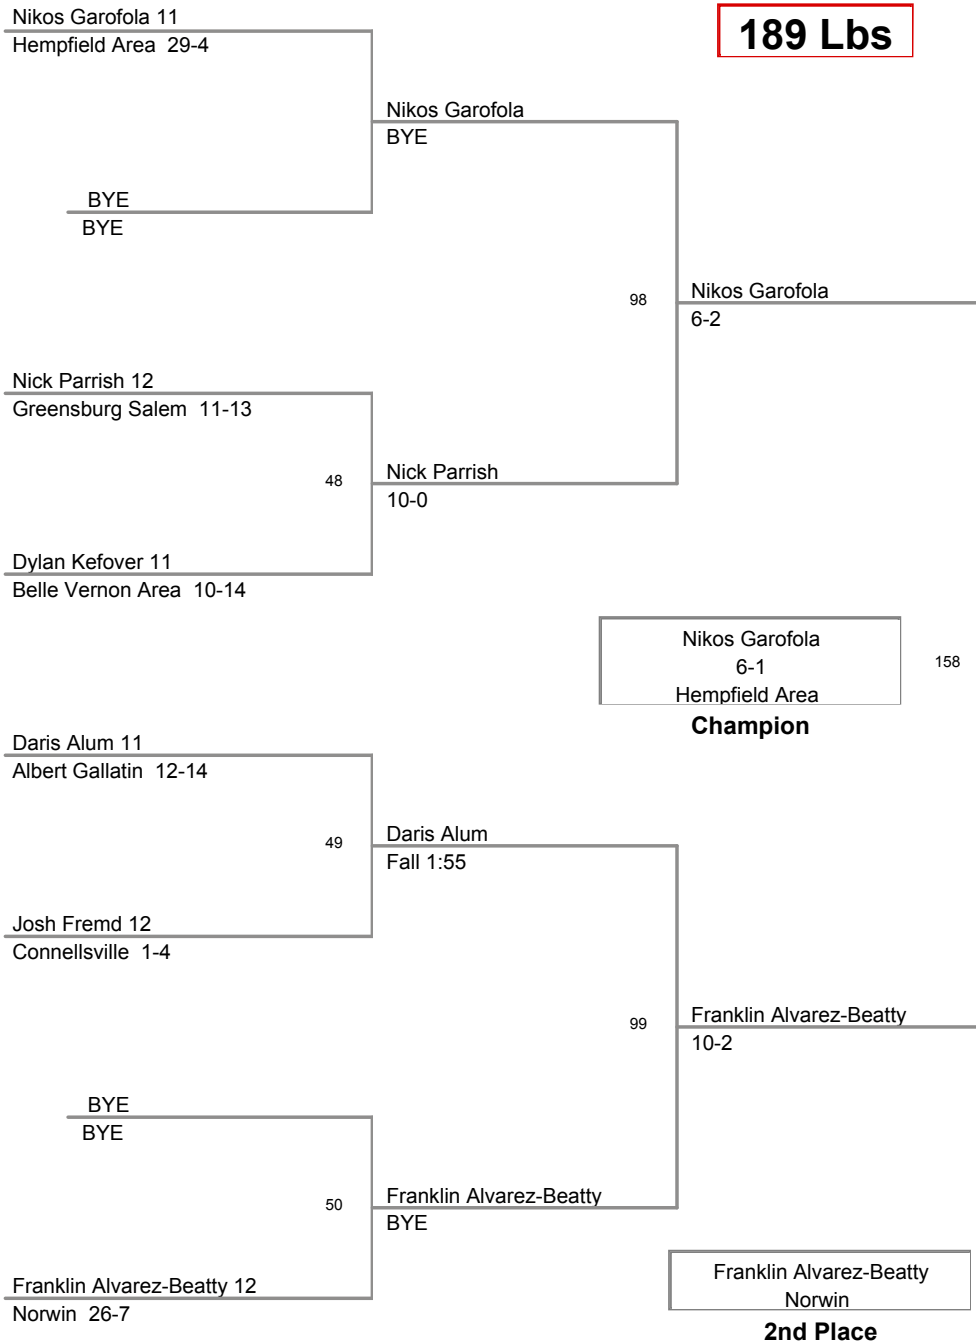 Nikos Garofola 11
Hempfield Area 29-4
189 Lbs
Nikos Garofola
BYE
BYE
BYE
98
Nikos Garofola
6-2
Nick Parrish 12
Greensburg Salem 11-13
48
Nick Parrish
10-0
Dylan Kefover 11
Belle Vernon Area 10-14
Nikos Garofola
6-1
Hempfield Area
158
Champion
Daris Alum 11
Albert Gallatin 12-14
49
Daris Alum
Fall 1:55
Josh Fremd 12
Connellsville 1-4
99
Franklin Alvarez-Beatty
10-2
BYE
BYE
50
Franklin Alvarez-Beatty
BYE
Franklin Alvarez-Beatty 12
Norwin 26-7
Franklin Alvarez-Beatty
Norwin
2nd Place